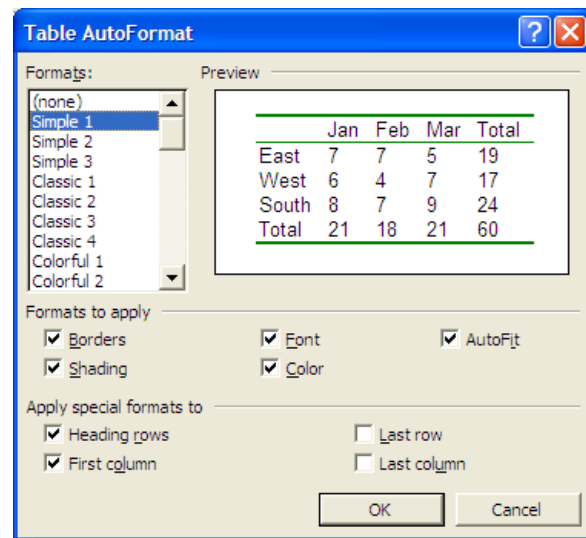 Table AutoFormat
Formats:
Preview
(none)
Simple 1
Simple 2
Simple 3
Classic 1
Classic 2
Classic 3
Classic 4
Colorful 1
Colorful 2
Jan Feb Mar Total
East 7 7 5 19
West 6 4 7 17
South 8 7 9 24
Total 21 18 21 60
Formats to apply
Borders Font AutoFit
Shading Color
Apply special formats to
Heading rows Last row
First column Last column
OK Cancel